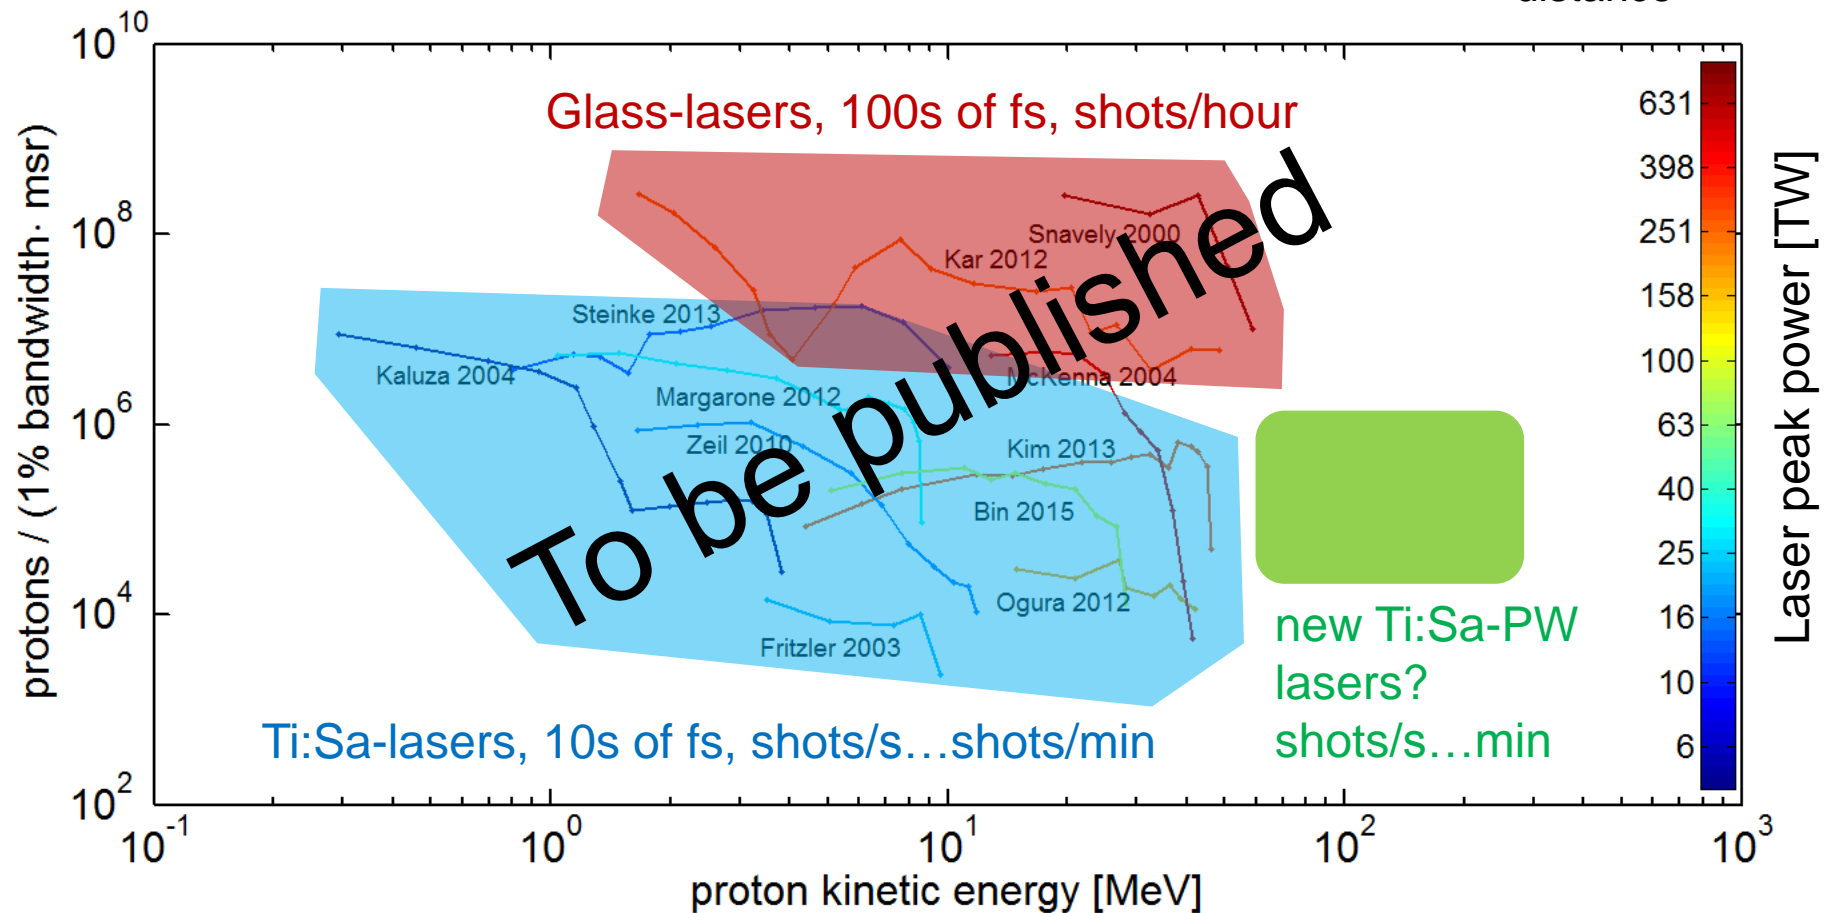 10^10
Glass-lasers, 100s of fs, shots/hour
631
398
10^8
Snavely 2000
251
Kar 2012
158
Steinke 2013
100
Kaluza 2004
McKenna 2004
Margarone 2012
10^6
63
Zeil 2010
Kim 2013
40
Bin 2015
25
To be published
Ogura 2012
10^4
16
Fritzler 2003
new Ti:Sa-PW
lasers?
shots/s…min
10
Ti:Sa-lasers, 10s of fs, shots/s…shots/min
6
10^2
10^-1
10^0
10^1
10^2
10^3
proton kinetic energy [MeV]
protons / (1% bandwidth· msr)
Laser peak power [TW]